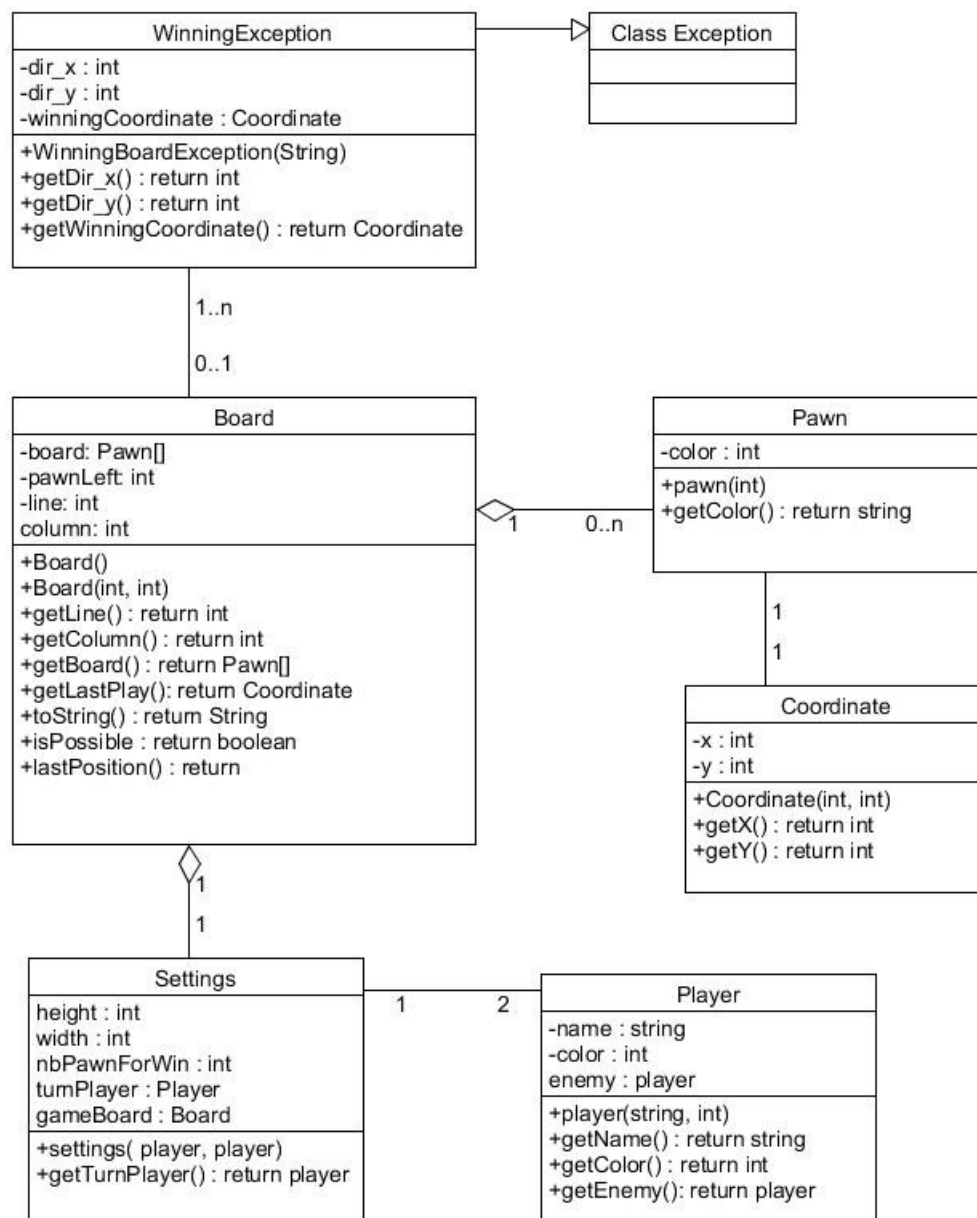 WinningException
-dir_x : int
-dir_y : int
-winningCoordinate : Coordinate
+WinningBoardException(String)
+getDir_x() : return int
+getDir_y() : return int
+getWinningCoordinate() : return Coordinate
Class Exception
1..n
0..1
Board
-board: Pawn[]
-pawnLeft: int
-line: int
column: int
+Board()
+Board(int, int)
+getLine() : return int
+getColumn() : return int
+getBoard() : return Pawn[]
+getLastPlay(): return Coordinate
+toString() : return String
+isPossible : return boolean
+lastPosition() : return
1
0..n
Pawn
-color : int
+pawn(int)
+getColor() : return string
1
1
Coordinate
-x : int
-y : int
+Coordinate(int, int)
+getX() : return int
+getY() : return int
1
1
Settings
height : int
width : int
nbPawnForWin : int
turnPlayer : Player
gameBoard : Board
+settings( player, player)
+getTurnPlayer() : return player
1
2
Player
-name : string
-color : int
enemy : player
+player(string, int)
+getName() : return string
+getColor() : return int
+getEnemy(): return player